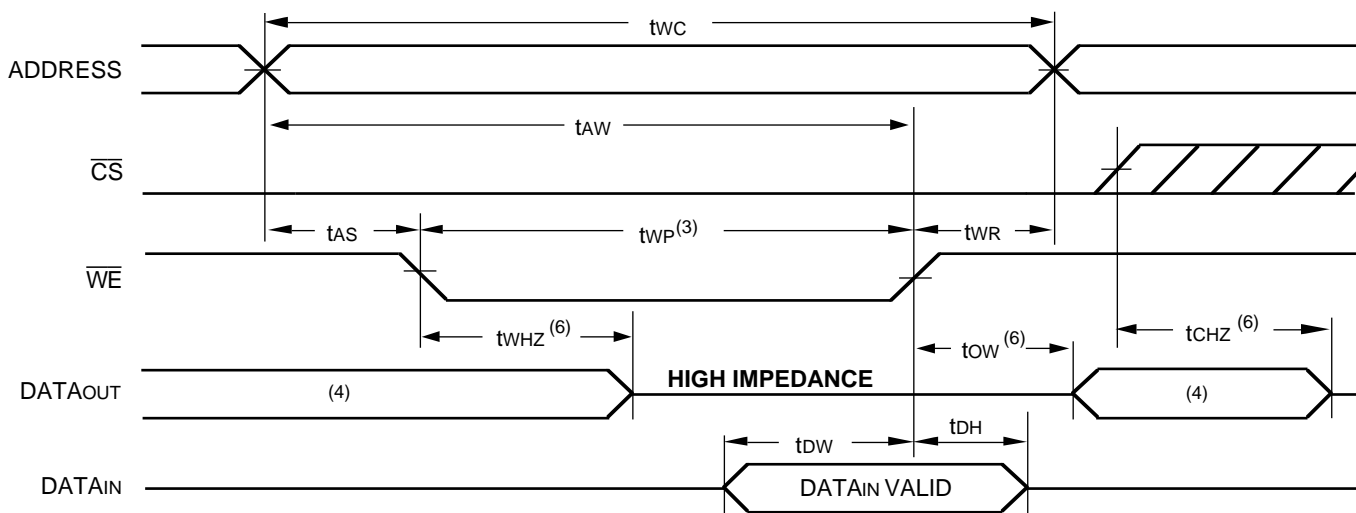 tWC
ADDRESS
tAW
CS
tAS
tWP(3)
tWR
WE
tWHZ (6)
tOW (6)
tCHZ (6)
DATAOUT
(4)
HIGH IMPEDANCE
(4)
tDW
tDH
DATAIN
DATAIN VALID